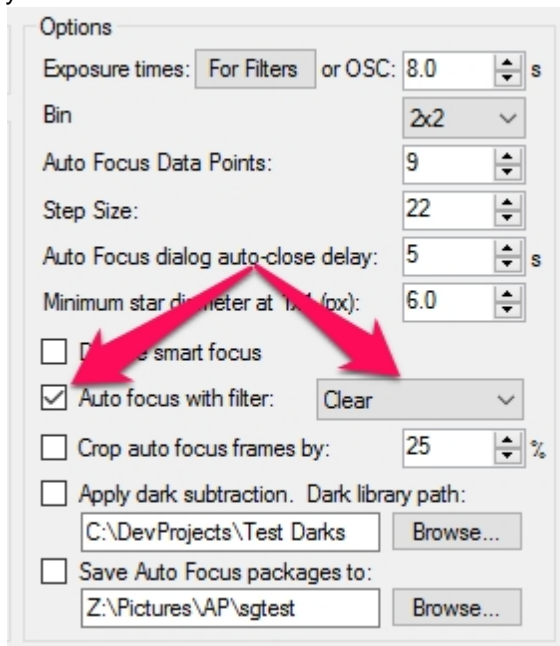 y
Options
Exposure times: For Filters or OSC: 8.0 s
Bin 2x2
Auto Focus Data Points: 9
Step Size: 22
Auto Focus dialog auto-close delay: 5 s
Minimum star diameter at 1x1 (px): 6.0
smart focus
Auto focus with filter: Clear
Crop auto focus frames by: 25 %
Apply dark subtraction. Dark library path:
C:\DevProjects\Test Darks Browse...
Save Auto Focus packages to:
Z:\Pictures\AP\sgtest Browse...